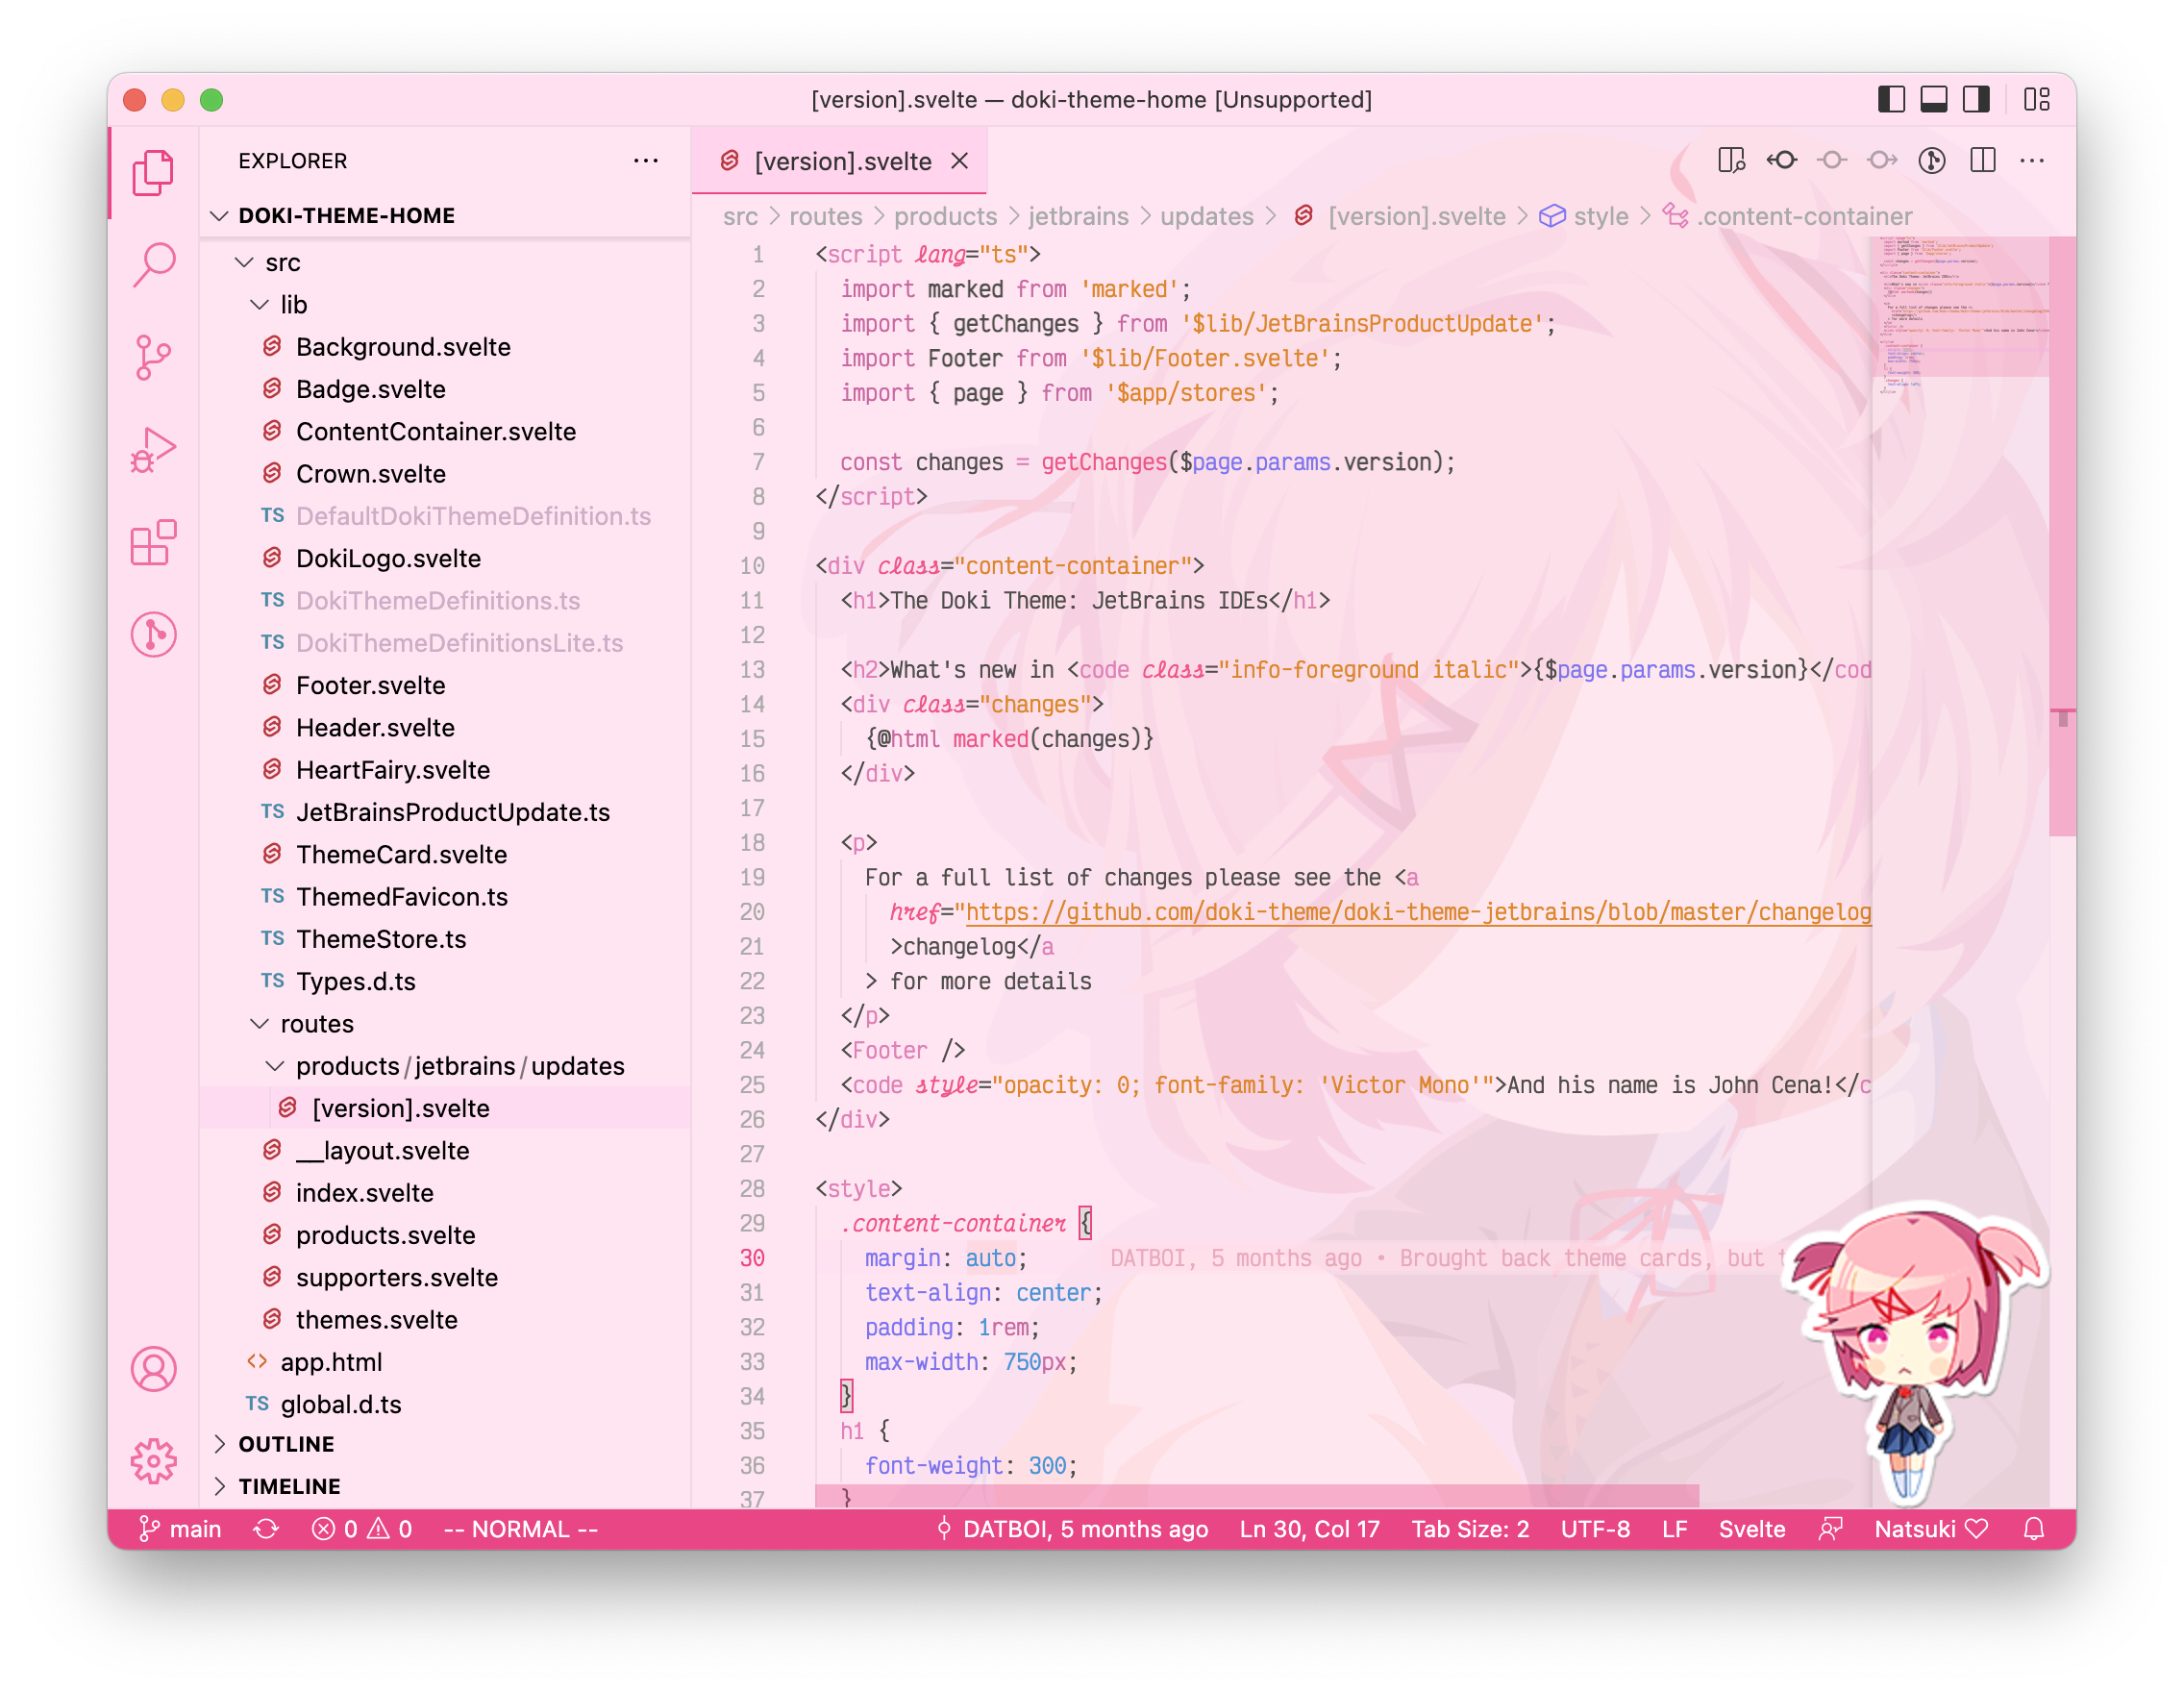 [version].svelte — doki-theme-home [Unsupported]
EXPLORER
DOKI-THEME-HOME
src
lib
Background.svelte
Badge.svelte
ContentContainer.svelte
Crown.svelte
TS DefaultDokiThemeDefinition.ts
DokiLogo.svelte
TS DokiThemeDefinitions.ts
TS DokiThemeDefinitionsLite.ts
Footer.svelte
Header.svelte
HeartFairy.svelte
TS JetBrainsProductUpdate.ts
ThemeCard.svelte
TS ThemedFavicon.ts
TS ThemeStore.ts
TS Types.d.ts
routes
products/jetbrains/updates
[version].svelte
__layout.svelte
index.svelte
products.svelte
supporters.svelte
themes.svelte
<> app.html
TS global.d.ts
OUTLINE
TIMELINE
[version].svelte
src > routes > products > jetbrains > updates > [version].svelte > style > .content-container
1 <script lang="ts">
2 import marked from 'marked';
3 import { getChanges } from '$lib/JetBrainsProductUpdate';
4 import Footer from '$lib/Footer.svelte';
5 import { page } from '$app/stores';
6
7 const changes = getChanges($page.params.version);
8 </script>
9
10 <div class="content-container">
11 <h1>The Doki Theme: JetBrains IDEs</h1>
12
13 <h2>What's new in <code class="info-foreground italic">{$page.params.version}</cod
14 <div class="changes">
15 {@html marked(changes)}
16 </div>
17
18 <p>
19 For a full list of changes please see the <a
20 href="https://github.com/doki-theme/doki-theme-jetbrains/blob/master/changelog
21 >changelog</a
22 > for more details
23 </p>
24 <Footer />
25 <code style="opacity: 0; font-family: 'Victor Mono'">And his name is John Cena!</c
26 </div>
27
28 <style>
29 .content-container {
30 margin: auto; DATBOI, 5 months ago • Brought back theme cards, but t
31 text-align: center;
32 padding: 1rem;
33 max-width: 750px;
34 }
35 h1 {
36 font-weight: 300;
37 }
main 0 0 -- NORMAL -- DATBOI, 5 months ago Ln 30, Col 17 Tab Size: 2 UTF-8 LF Svelte Natsuki ♡